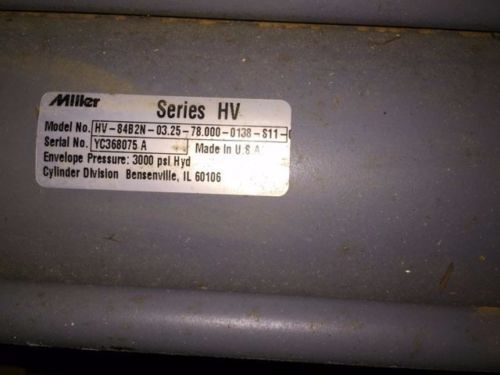 Miller
Series HV
Model No. HV-84B2N-03.25-78.000-0138-S11-
Serial No. YC368075 A Made in U.S.A
Envelope Pressure: 3000 psi Hyd
Cylinder Division Bensenville, IL 60106